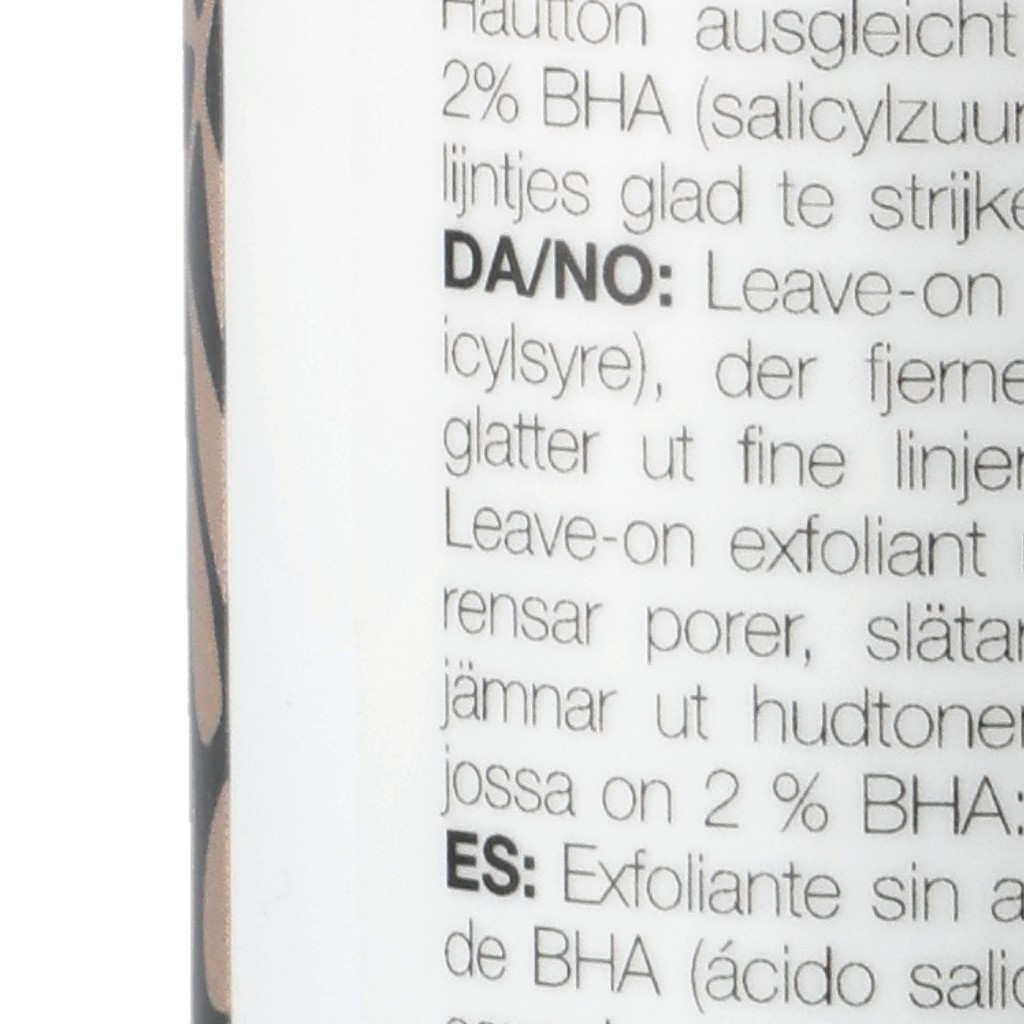 Hautton ausgleicht
2% BHA (salicylzuur
lijntjes glad te strijke
DA/NO: Leave-on
icylsyre), der fjerne
glatter ut fine linjer
Leave-on exfoliant
rensar porer, slätar
jämnar ut hudtonen
jossa on 2 % BHA:
ES: Exfoliante sin a
de BHA (ácido salic